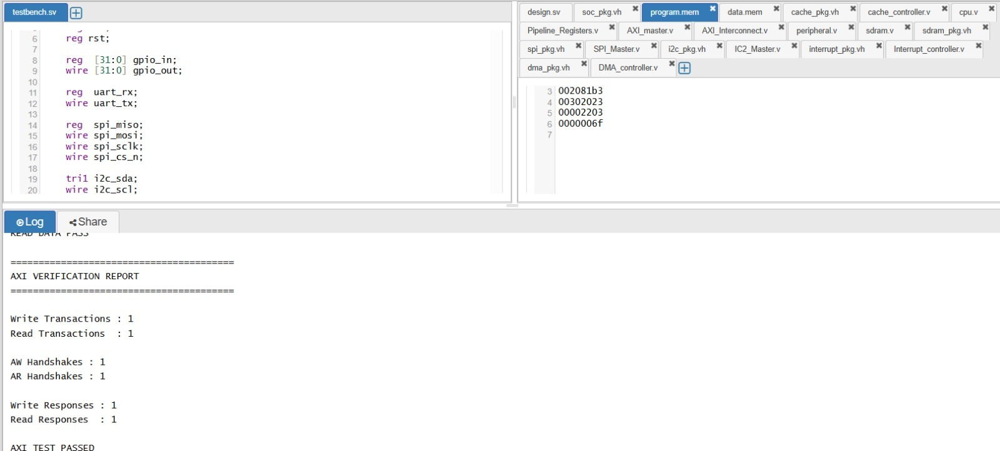 testbench.sv
6 reg rst;
7
8 reg [31:0] gpio_in;
9 wire [31:0] gpio_out;
10
11 reg uart_rx;
12 wire uart_tx;
13
14 reg spi_miso;
15 wire spi_mosi;
16 wire spi_sclk;
17 wire spi_cs_n;
18
19 tri1 i2c_sda;
20 wire i2c_scl;
design.sv soc_pkg.vh program.mem data.mem cache_pkg.vh cache_controller.v cpu.v
Pipeline_Registers.v AXI_master.v AXI_Interconnect.v peripheral.v sdram.v sdram_pkg.vh
spi_pkg.vh SPI_Master.v i2c_pkg.vh IC2_Master.v interrupt_pkg.vh Interrupt_controller.v
dma_pkg.vh DMA_controller.v
3 002081b3
4 00302023
5 00002203
6 0000006f
7
Log Share
READ DATA PASS
========================================
AXI VERIFICATION REPORT
========================================
Write Transactions : 1
Read Transactions  : 1
AW Handshakes : 1
AR Handshakes : 1
Write Responses : 1
Read Responses  : 1
AXI TEST PASSED